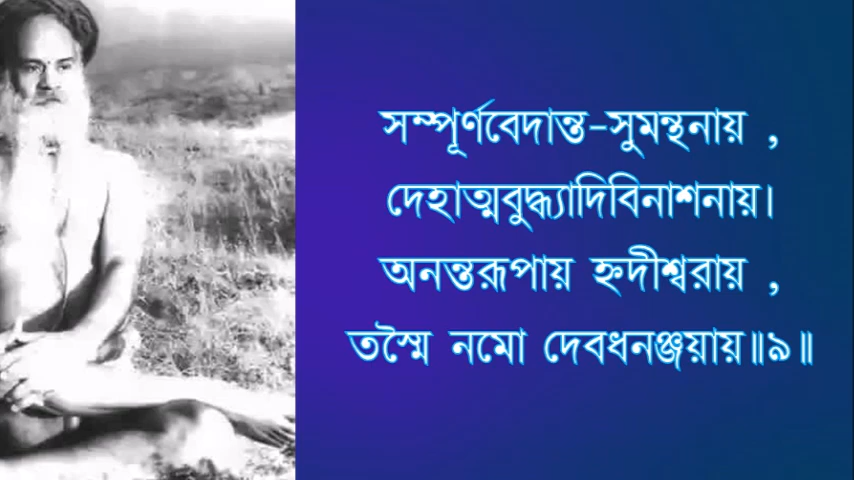 সম্পূর্ণবেদান্ত-সুমন্থনায় ,
দেহাত্মবুদ্ধ্যাদিবিনাশনায়।
অনন্তরূপায় হৃদীশ্বরায় ,
তস্মৈ নমো দেবধনঞ্জয়ায়॥৯॥